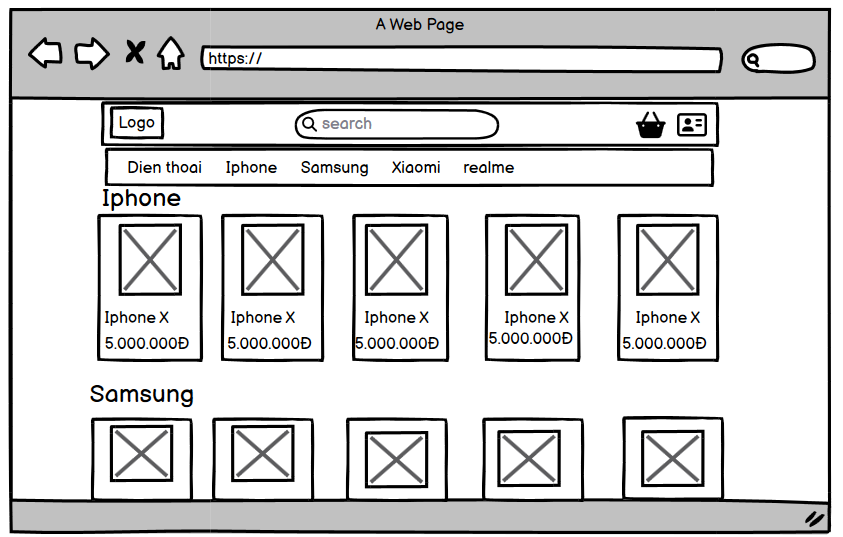 A Web Page
https://
Logo
search
Dien thoai Iphone Samsung Xiaomi realme
Iphone
Iphone X Iphone X Iphone X Iphone X Iphone X
5.000.000Đ 5.000.000Đ 5.000.000Đ 5.000.000Đ 5.000.000Đ
Samsung